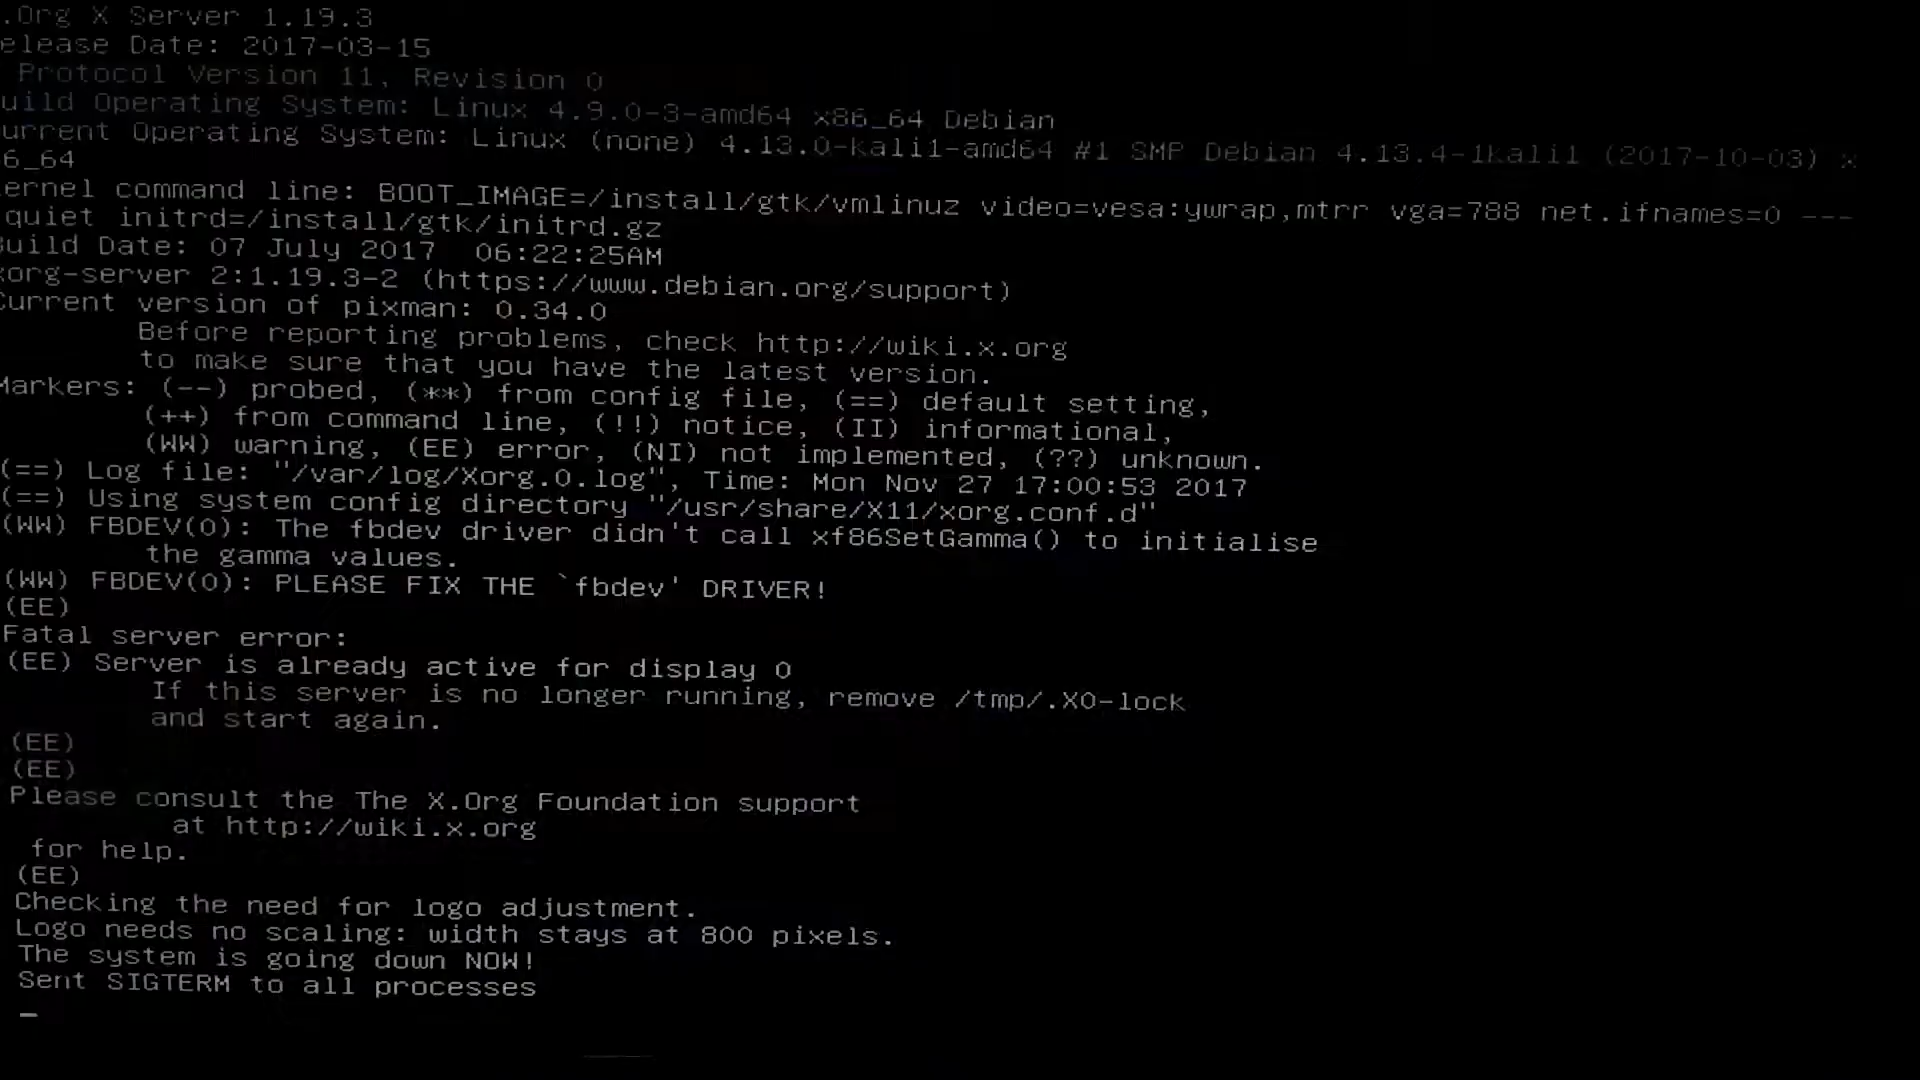 .Org X Server 1.19.3
elease Date: 2017-03-15
Protocol Version 11, Revision 0
uild Operating System: Linux 4.9.0-3-amd64 x86_64 Debian
urrent Operating System: Linux (none) 4.13.0-kali1-amd64 #1 SMP Debian 4.13.4-1kali1 (2017-10-03) x
6_64
ernel command line: BOOT_IMAGE=/install/gtk/vmlinuz video=vesa:ywrap,mtrr vga=788 net.ifnames=0 ---
quiet initrd=/install/gtk/initrd.gz
Build Date: 07 July 2017  06:22:25AM
xorg-server 2:1.19.3-2 (https://www.debian.org/support)
Current version of pixman: 0.34.0
Before reporting problems, check http://wiki.x.org
to make sure that you have the latest version.
Markers: (--) probed, (**) from config file, (==) default setting,
(++) from command line, (!!) notice, (II) informational,
(WW) warning, (EE) error, (NI) not implemented, (??) unknown.
(==) Log file: "/var/log/Xorg.0.log", Time: Mon Nov 27 17:00:53 2017
(==) Using system config directory "/usr/share/X11/xorg.conf.d"
(WW) FBDEV(0): The fbdev driver didn't call xf86SetGamma() to initialise
the gamma values.
(WW) FBDEV(0): PLEASE FIX THE `fbdev' DRIVER!
(EE)
Fatal server error:
(EE) Server is already active for display 0
If this server is no longer running, remove /tmp/.X0-lock
and start again.
(EE)
(EE)
Please consult the The X.Org Foundation support
at http://wiki.x.org
for help.
(EE)
Checking the need for logo adjustment.
Logo needs no scaling: width stays at 800 pixels.
The system is going down NOW!
Sent SIGTERM to all processes